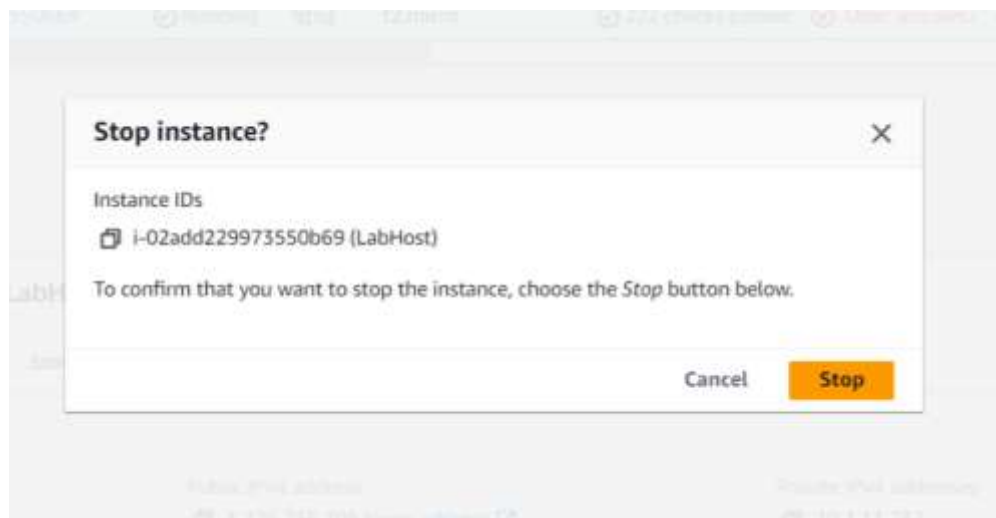 Stop instance?
Instance IDs
i-02add229973550b69 (LabHost)
To confirm that you want to stop the instance, choose the Stop button below.
Cancel
Stop